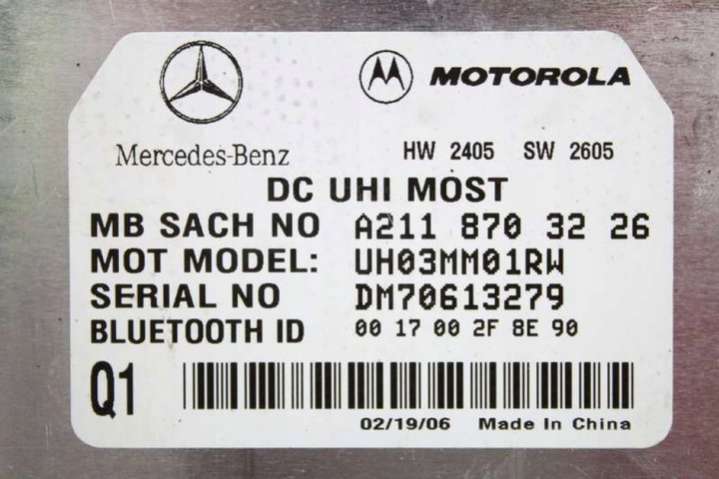 MOTOROLA
Mercedes-Benz HW 2405 SW 2605
DC UHI MOST
MB SACH NO A211 870 32 26
MOT MODEL: UH03MM01RW
SERIAL NO DM70613279
BLUETOOTH ID 00 17 00 2F 8E 90
Q1
02/19/06 Made In China